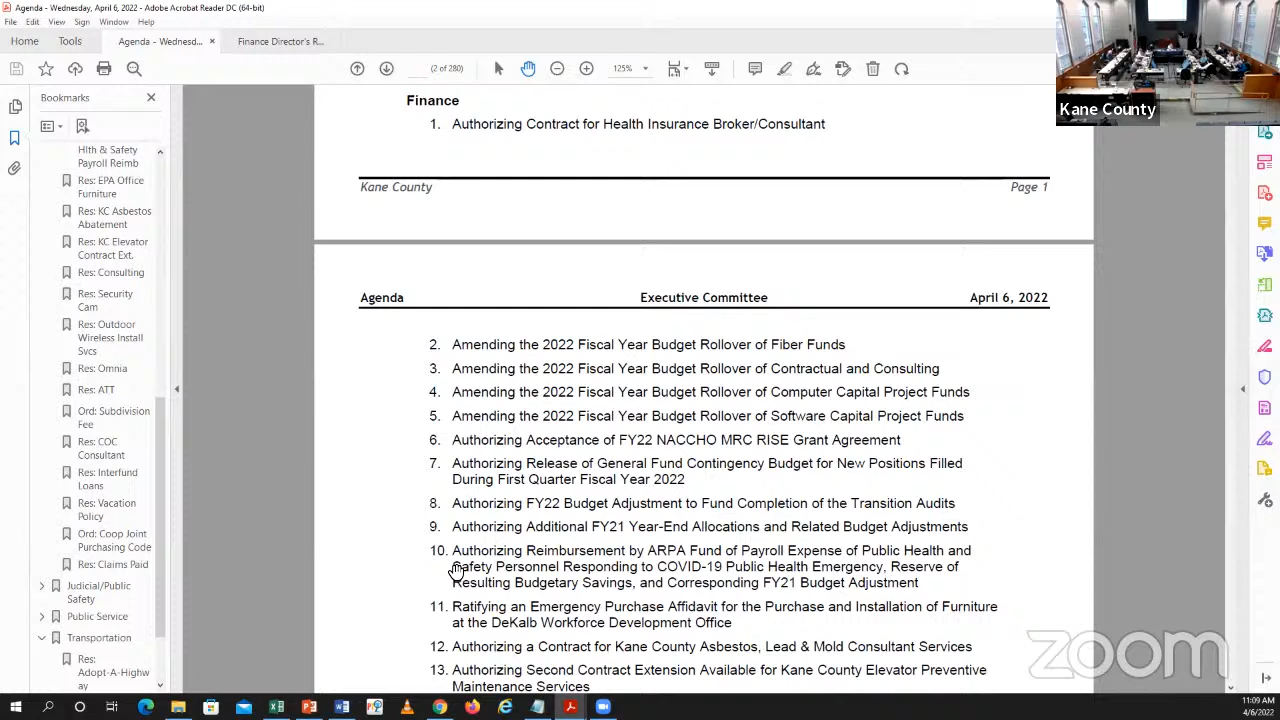 Agenda - Wednesday, April 6, 2022 - Adobe Acrobat Reader DC (64-bit)
File Edit View Sign Window Help
Home Tools Agenda - Wednesd... × Finance Director's R...
(2 of 280) 125%
Kane County
Bookmarks
Hlth & Safety
Payroll Reimb
Res: EPA Office
Furniture
Res: KC Asbestos
Abatement
Res: KC Elevator
Contract Ext.
Res: Consulting
Res: Security
Cam
Res: Outdoor
Wireless Install
Svcs
Res: Omnia
Res: ATT
Ord: Subdivision
Fee
Res: COC
Consultant
Res: Interfund
Loans
Res: Vacation
Policy
Ord: Coop Joint
Purchasing Code
Res: Claims Paid
Judicial/Public
Safety
Public Service
Transportation
Res:
Adopt-A-Highw
ay
Finance
1. Authorizing Contract for Health Insurance Broker/Consultant
Kane County Page 1
Agenda Executive Committee April 6, 2022
2. Amending the 2022 Fiscal Year Budget Rollover of Fiber Funds
3. Amending the 2022 Fiscal Year Budget Rollover of Contractual and Consulting
4. Amending the 2022 Fiscal Year Budget Rollover of Computer Capital Project Funds
5. Amending the 2022 Fiscal Year Budget Rollover of Software Capital Project Funds
6. Authorizing Acceptance of FY22 NACCHO MRC RISE Grant Agreement
7. Authorizing Release of General Fund Contingency Budget for New Positions Filled
During First Quarter Fiscal Year 2022
8. Authorizing FY22 Budget Adjustment to Fund Completion of the Transition Audits
9. Authorizing Additional FY21 Year-End Allocations and Related Budget Adjustments
10. Authorizing Reimbursement by ARPA Fund of Payroll Expense of Public Health and
Safety Personnel Responding to COVID-19 Public Health Emergency, Reserve of
Resulting Budgetary Savings, and Corresponding FY21 Budget Adjustment
11. Ratifying an Emergency Purchase Affidavit for the Purchase and Installation of Furniture
at the DeKalb Workforce Development Office
12. Authorizing a Contract for Kane County Asbestos, Lead & Mold Consultant Services
13. Authorizing Second Contract Extension Available for Kane County Elevator Preventive
Maintenance Services
zoom
11:09 AM
4/6/2022